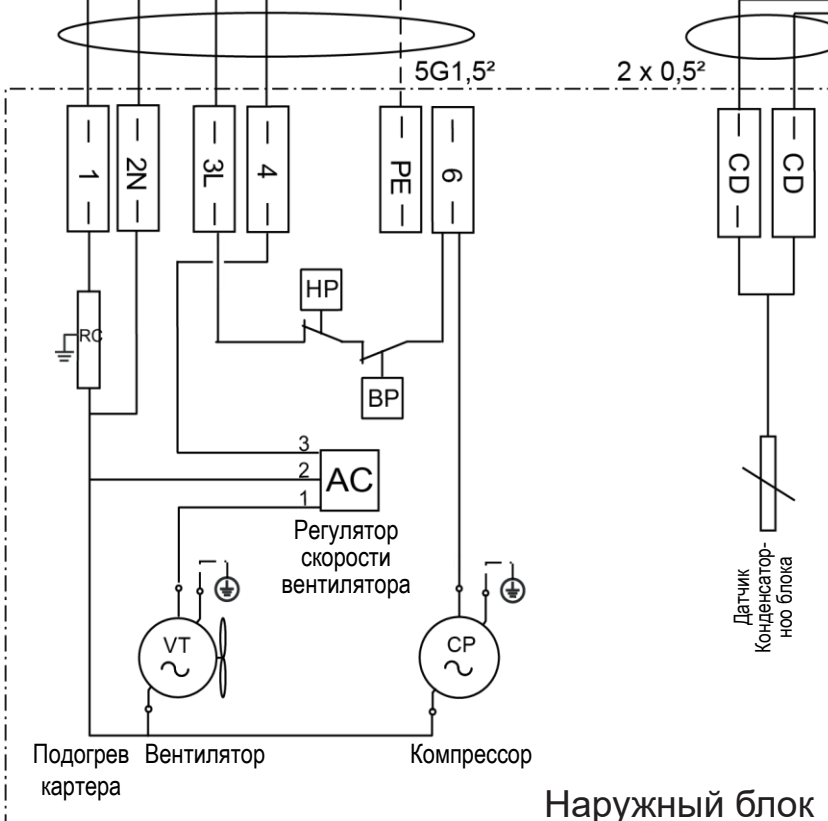 5G1,5²
2 x 0,5²
1
2N
3L
4
PE
6
CD
CD
HP
RC
BP
3
2
1
AC
Регулятор
скорости
вентилятора
VT
CP
Датчик
Конденсатор-
ноо блока
Подогрев
картера
Вентилятор
Компрессор
Наружный блок